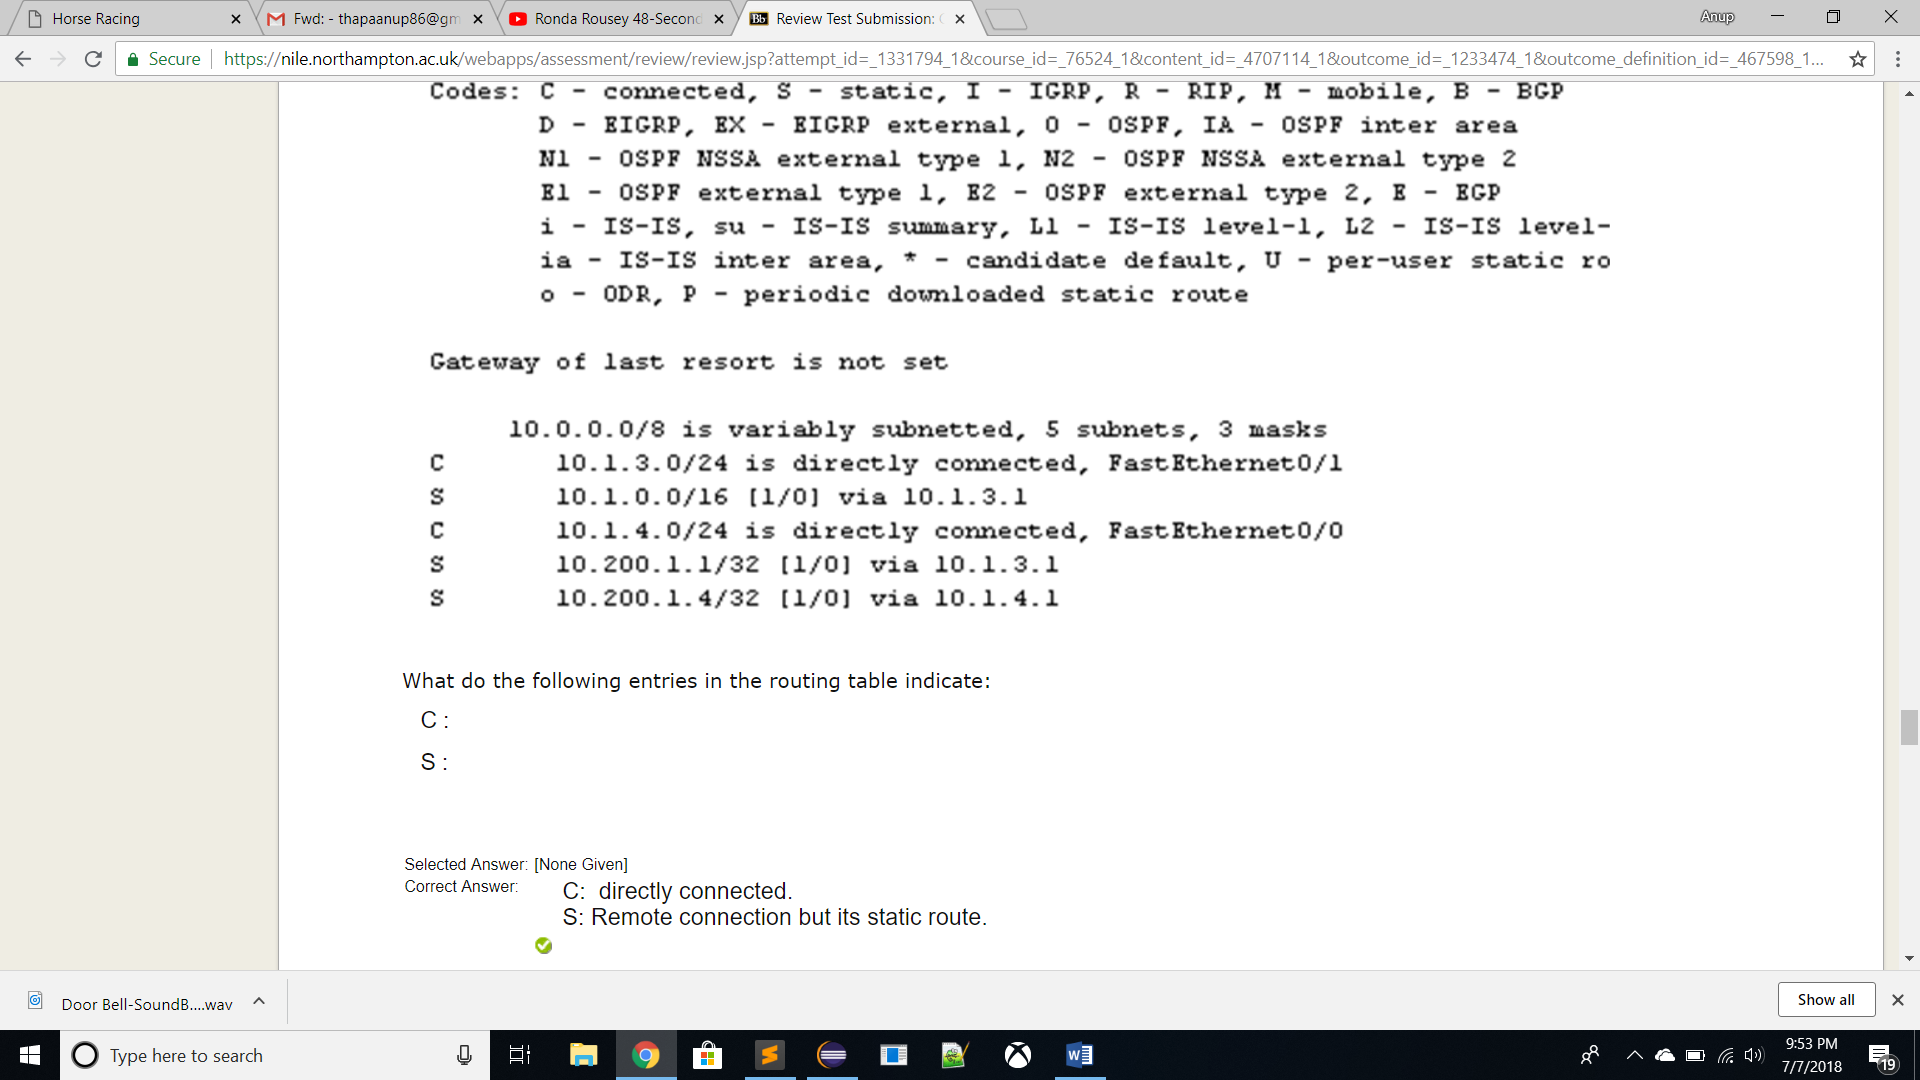 Horse Racing
Fwd: - thapaanup86@gm
Ronda Rousey 48-Second
Bb Review Test Submission:
Anup
Secure https://nile.northampton.ac.uk/webapps/assessment/review/review.jsp?attempt_id=_1331794_1&course_id=_76524_1&content_id=_4707114_1&outcome_id=_1233474_1&outcome_definition_id=_467598_1...
Codes: C - connected, S - static, I - IGRP, R - RIP, M - mobile, B - BGP
D - EIGRP, EX - EIGRP external, O - OSPF, IA - OSPF inter area
N1 - OSPF NSSA external type 1, N2 - OSPF NSSA external type 2
E1 - OSPF external type 1, E2 - OSPF external type 2, E - EGP
i - IS-IS, su - IS-IS summary, L1 - IS-IS level-1, L2 - IS-IS level-
ia - IS-IS inter area, * - candidate default, U - per-user static ro
o - ODR, P - periodic downloaded static route
Gateway of last resort is not set
10.0.0.0/8 is variably subnetted, 5 subnets, 3 masks
C 10.1.3.0/24 is directly connected, FastEthernet0/1
S 10.1.0.0/16 [1/0] via 10.1.3.1
C 10.1.4.0/24 is directly connected, FastEthernet0/0
S 10.200.1.1/32 [1/0] via 10.1.3.1
S 10.200.1.4/32 [1/0] via 10.1.4.1
What do the following entries in the routing table indicate:
C :
S :
Selected Answer: [None Given]
Correct Answer: C: directly connected.
S: Remote connection but its static route.
Door Bell-SoundB....wav
Show all
Type here to search
9:53 PM
7/7/2018
19